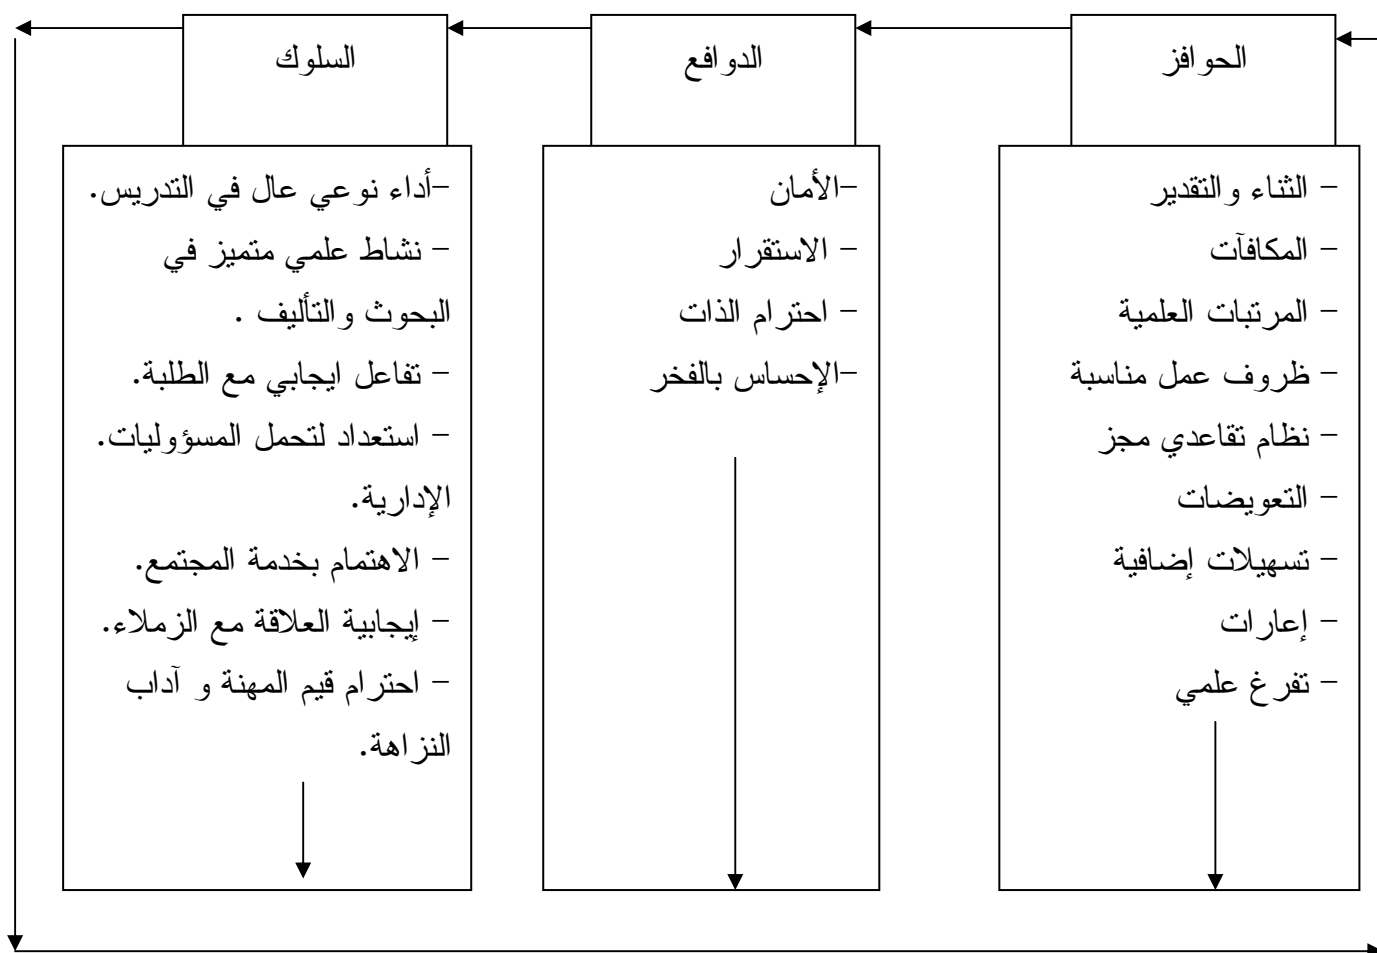 الحوافز
- الثناء والتقدير
- المكافآت
- المرتبات العلمية
- ظروف عمل مناسبة
- نظام تقاعدي مجز
- التعويضات
- تسهيلات إضافية
- إعارات
- تفرغ علمي
الدوافع
-الأمان
- الاستقرار
- احترام الذات
-الإحساس بالفخر
السلوك
-أداء نوعي عال في التدريس.
- نشاط علمي متميز في
البحوث والتأليف .
- تفاعل ايجابي مع الطلبة.
- استعداد لتحمل المسؤوليات.
الإدارية.
- الاهتمام بخدمة المجتمع.
- إيجابية العلاقة مع الزملاء.
- احترام قيم المهنة و آداب
النزاهة.